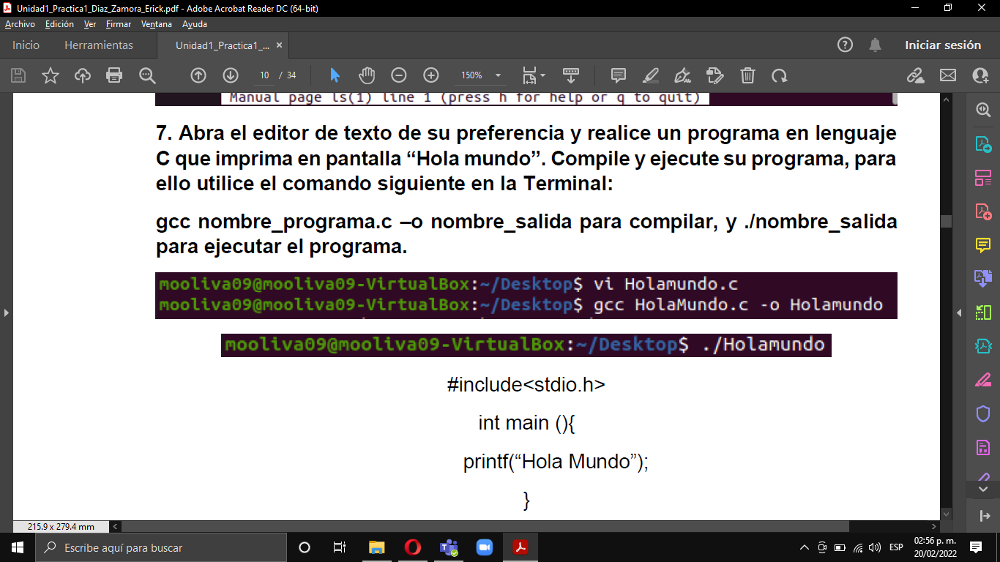 Unidad1_Practica1_Diaz_Zamora_Erick.pdf - Adobe Acrobat Reader DC (64-bit)
Archivo Edición Ver Firmar Ventana Ayuda
Inicio Herramientas Unidad1_Practica1_... × Iniciar sesión
10 / 34 150%
Manual page ls(1) line 1 (press h for help or q to quit)
7. Abra el editor de texto de su preferencia y realice un programa en lenguaje
C que imprima en pantalla “Hola mundo”. Compile y ejecute su programa, para
ello utilice el comando siguiente en la Terminal:
gcc nombre_programa.c –o nombre_salida para compilar, y ./nombre_salida
para ejecutar el programa.
mooliva09@mooliva09-VirtualBox:~/Desktop$ vi Holamundo.c
mooliva09@mooliva09-VirtualBox:~/Desktop$ gcc HolaMundo.c -o Holamundo
mooliva09@mooliva09-VirtualBox:~/Desktop$ ./Holamundo
#include<stdio.h>
int main (){
printf(“Hola Mundo”);
}
215.9 x 279.4 mm
Escribe aquí para buscar
ESP
02:56 p. m.
20/02/2022